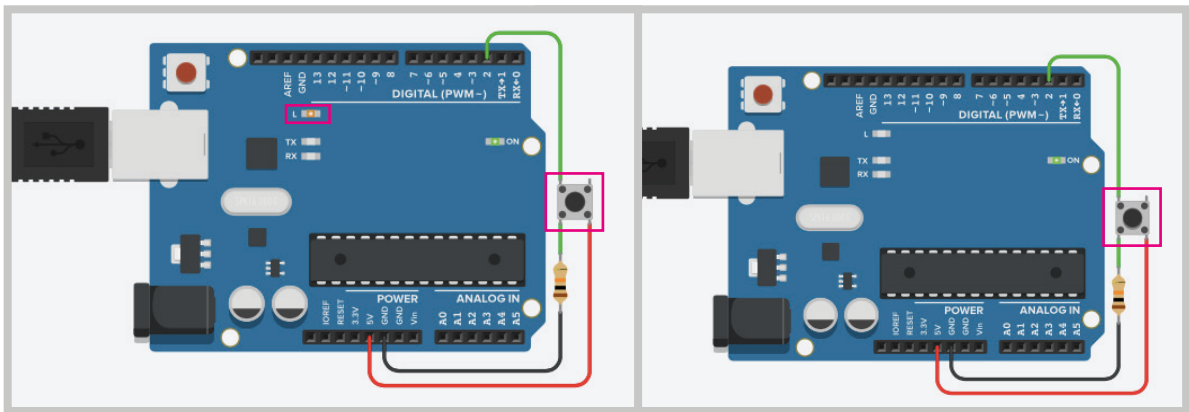 AREF
GND
13
12
~11
~10
~9
8
7
~6
~5
4
~3
2
TX→1
RX←0
DIGITAL (PWM~)
L
TX
RX
ON
POWER
ANALOG IN
IOREF
RESET
3.3V
5V
GND
GND
Vin
A0
A1
A2
A3
A4
A5
AREF
GND
13
12
~11
~10
~9
8
7
~6
~5
4
~3
2
TX→1
RX←0
DIGITAL (PWM~)
L
TX
RX
ON
POWER
ANALOG IN
IOREF
RESET
3.3V
5V
GND
GND
Vin
A0
A1
A2
A3
A4
A5